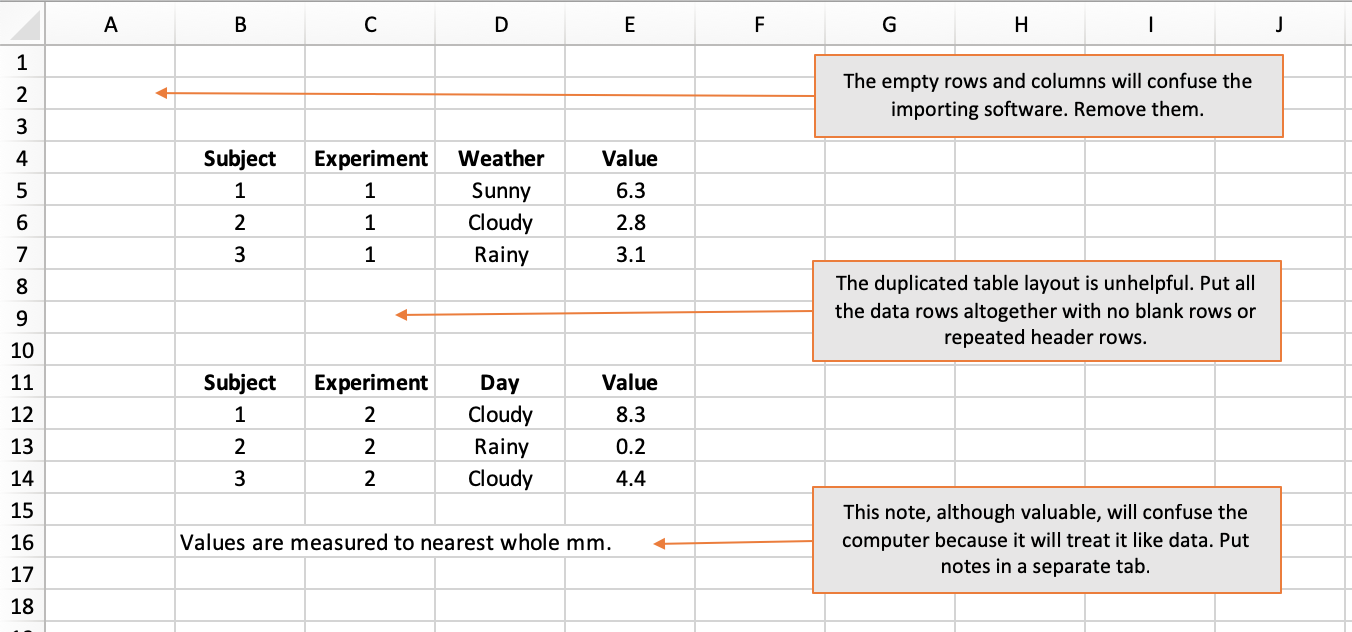 A B C D E F G H I J
1
2
3
4 Subject Experiment Weather Value
5 1 1 Sunny 6.3
6 2 1 Cloudy 2.8
7 3 1 Rainy 3.1
8
9
10
11 Subject Experiment Day Value
12 1 2 Cloudy 8.3
13 2 2 Rainy 0.2
14 3 2 Cloudy 4.4
15
16 Values are measured to nearest whole mm.
17
18
The empty rows and columns will confuse the
importing software. Remove them.
The duplicated table layout is unhelpful. Put all
the data rows altogether with no blank rows or
repeated header rows.
This note, although valuable, will confuse the
computer because it will treat it like data. Put
notes in a separate tab.